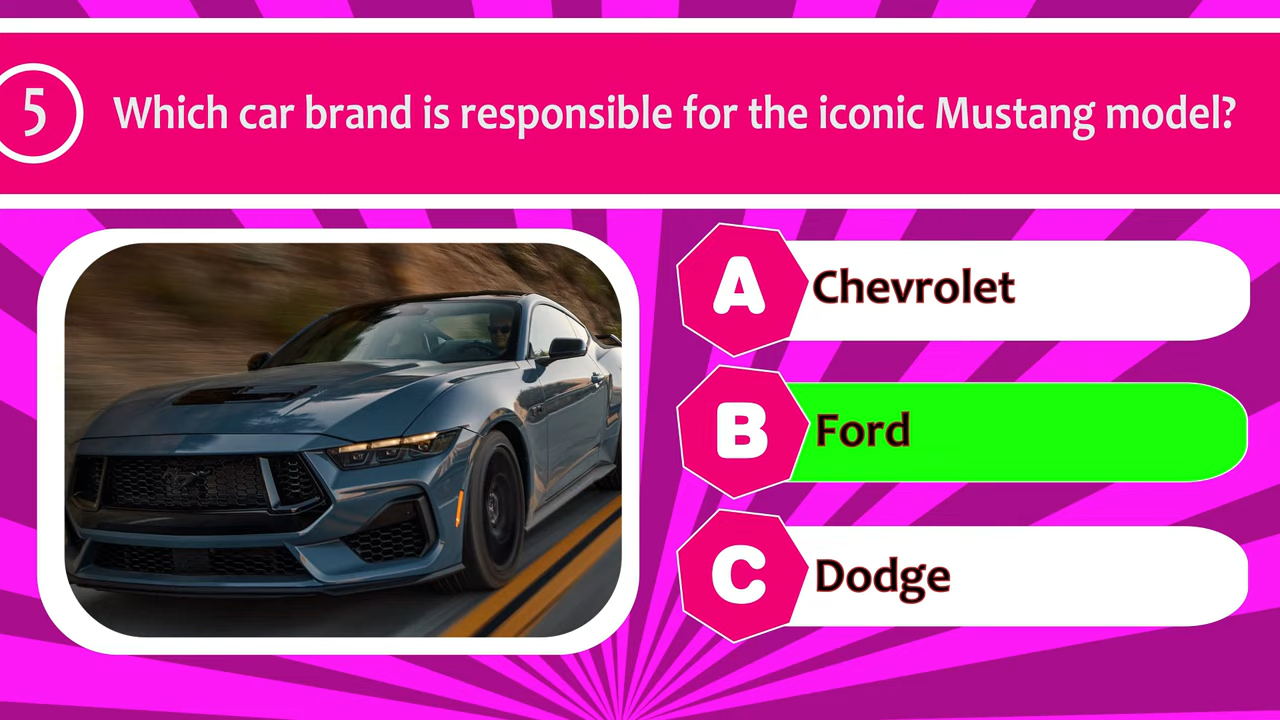 5
Which car brand is responsible for the iconic Mustang model?
A
Chevrolet
B
Ford
C
Dodge